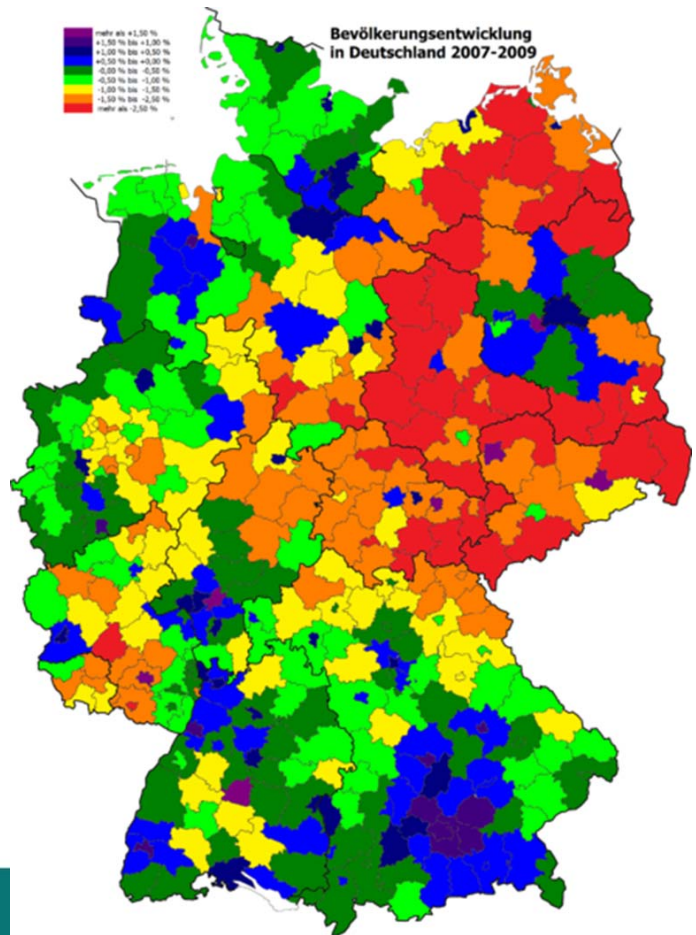 Bevölkerungsentwicklung
in Deutschland 2007-2009
mehr als +1,50 %
+1,50 % bis +1,00 %
+1,00 % bis +0,50 %
+0,50 % bis +0,00 %
-0,00 % bis -0,50 %
-0,50 % bis -1,00 %
-1,00 % bis -1,50 %
-1,50 % bis -2,50 %
mehr als -2,50 %